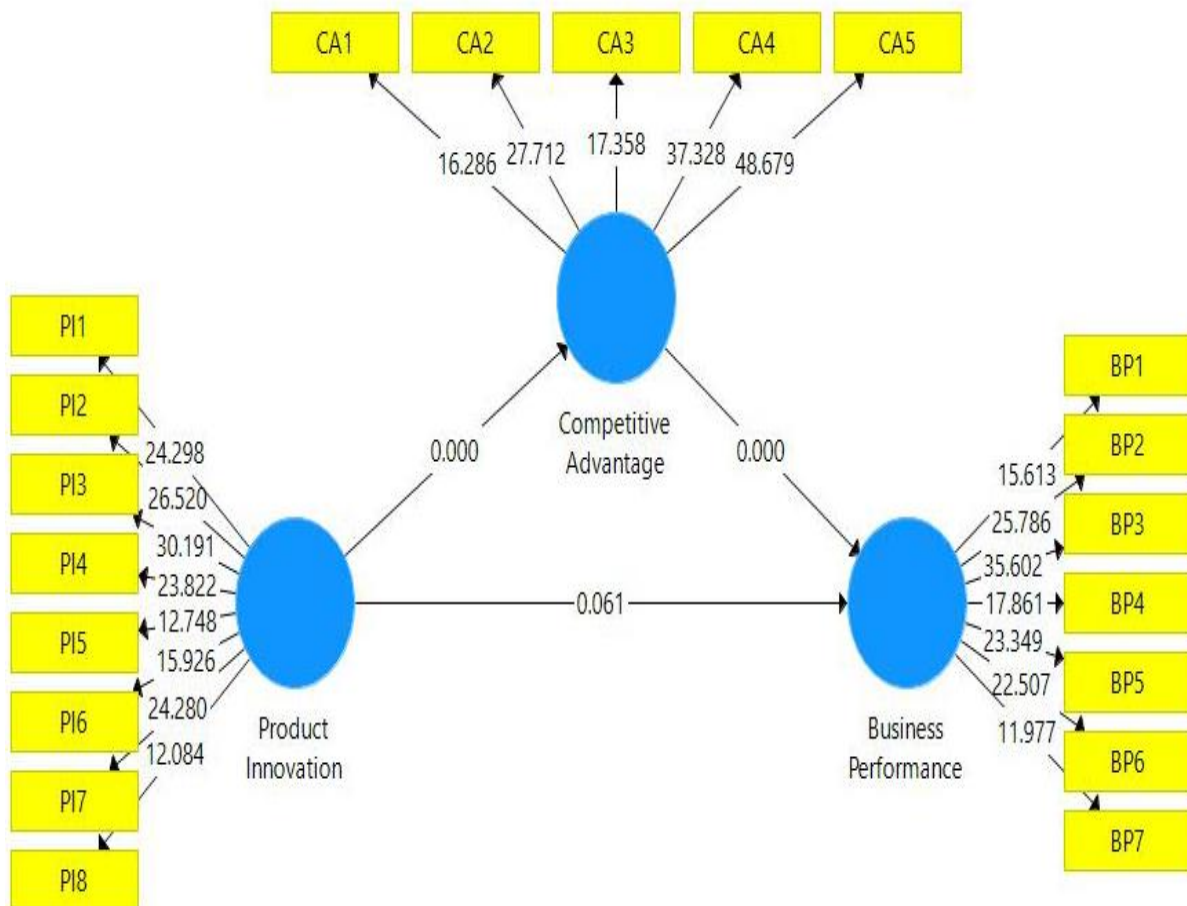 CA1
CA2
CA3
CA4
CA5
16.286
27.712
17.358
37.328
48.679
PI1
PI2
PI3
PI4
PI5
PI6
PI7
PI8
24.298
26.520
30.191
23.822
12.748
15.926
24.280
12.084
Product
Innovation
0.000
Competitive
Advantage
0.000
0.061
Business
Performance
15.613
25.786
35.602
17.861
23.349
22.507
11.977
BP1
BP2
BP3
BP4
BP5
BP6
BP7